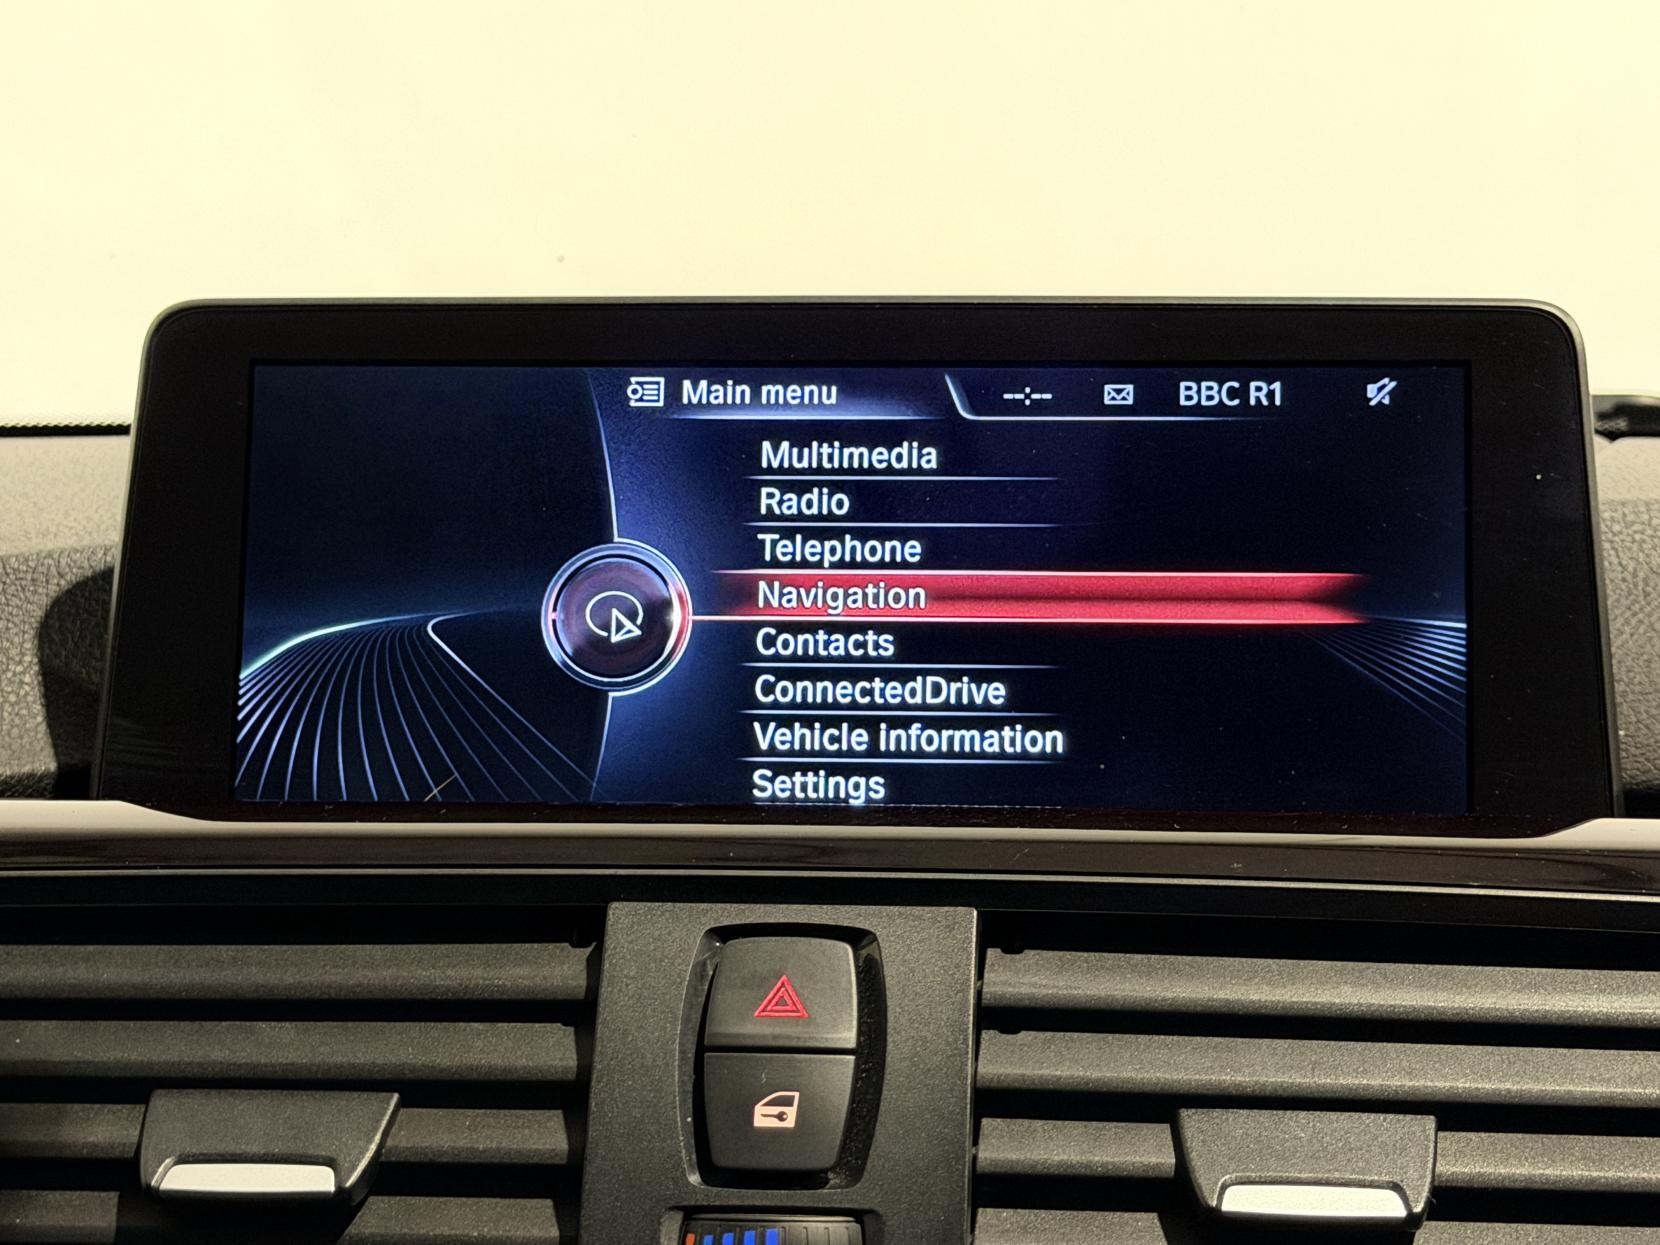 Main menu --:-- BBC R1
Multimedia
Radio
Telephone
Navigation
Contacts
ConnectedDrive
Vehicle information
Settings